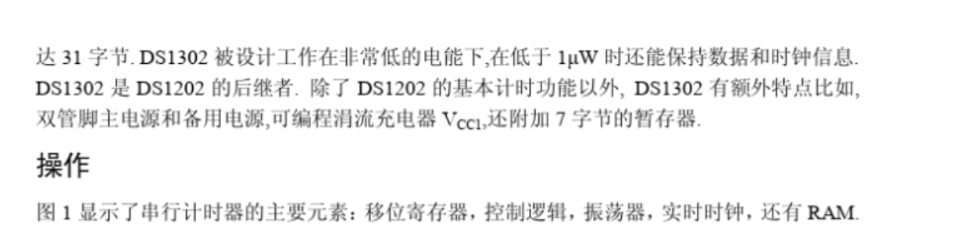 达 31 字节. DS1302 被设计工作在非常低的电能下,在低于 1μW 时还能保持数据和时钟信息.
DS1302 是 DS1202 的后继者. 除了 DS1202 的基本计时功能以外, DS1302 有额外特点比如,
双管脚主电源和备用电源,可编程涓流充电器 VCC1,还附加 7 字节的暂存器.
操作
图 1 显示了串行计时器的主要元素：移位寄存器，控制逻辑，振荡器，实时时钟，还有 RAM.